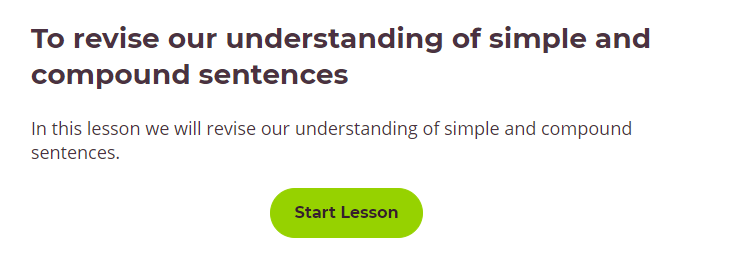 To revise our understanding of simple and
compound sentences
In this lesson we will revise our understanding of simple and compound
sentences.
Start Lesson